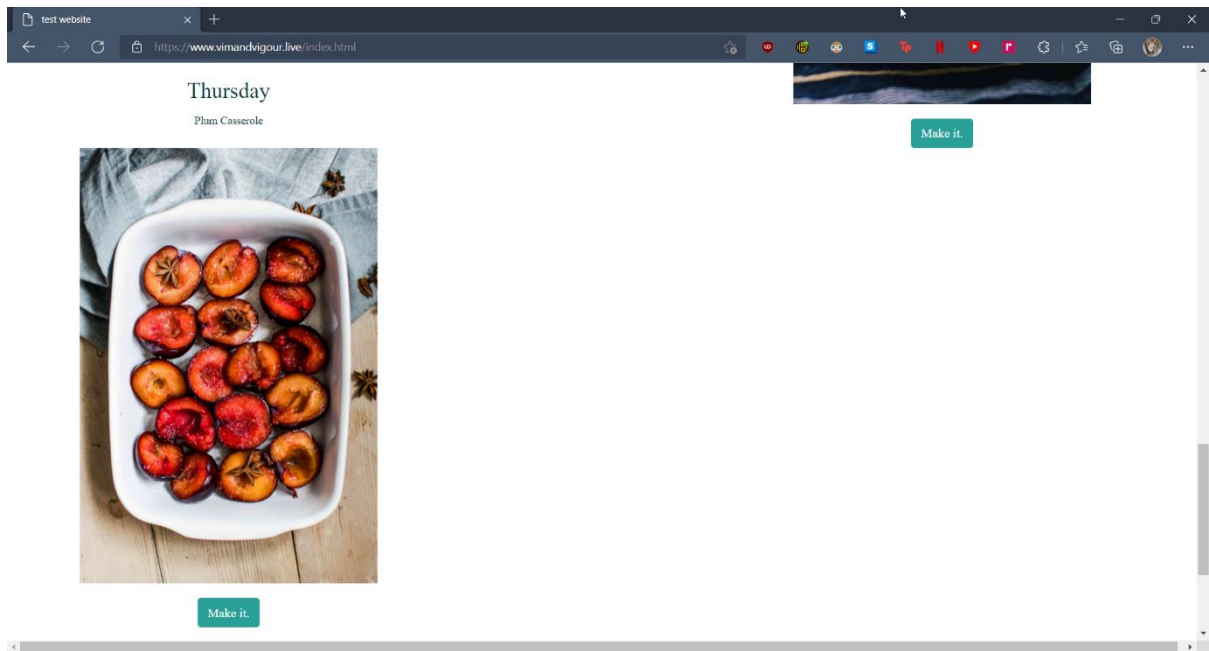 test website
https://www.vimandvigour.live/index.html
Thursday
Plum Casserole
Make it.
Make it.